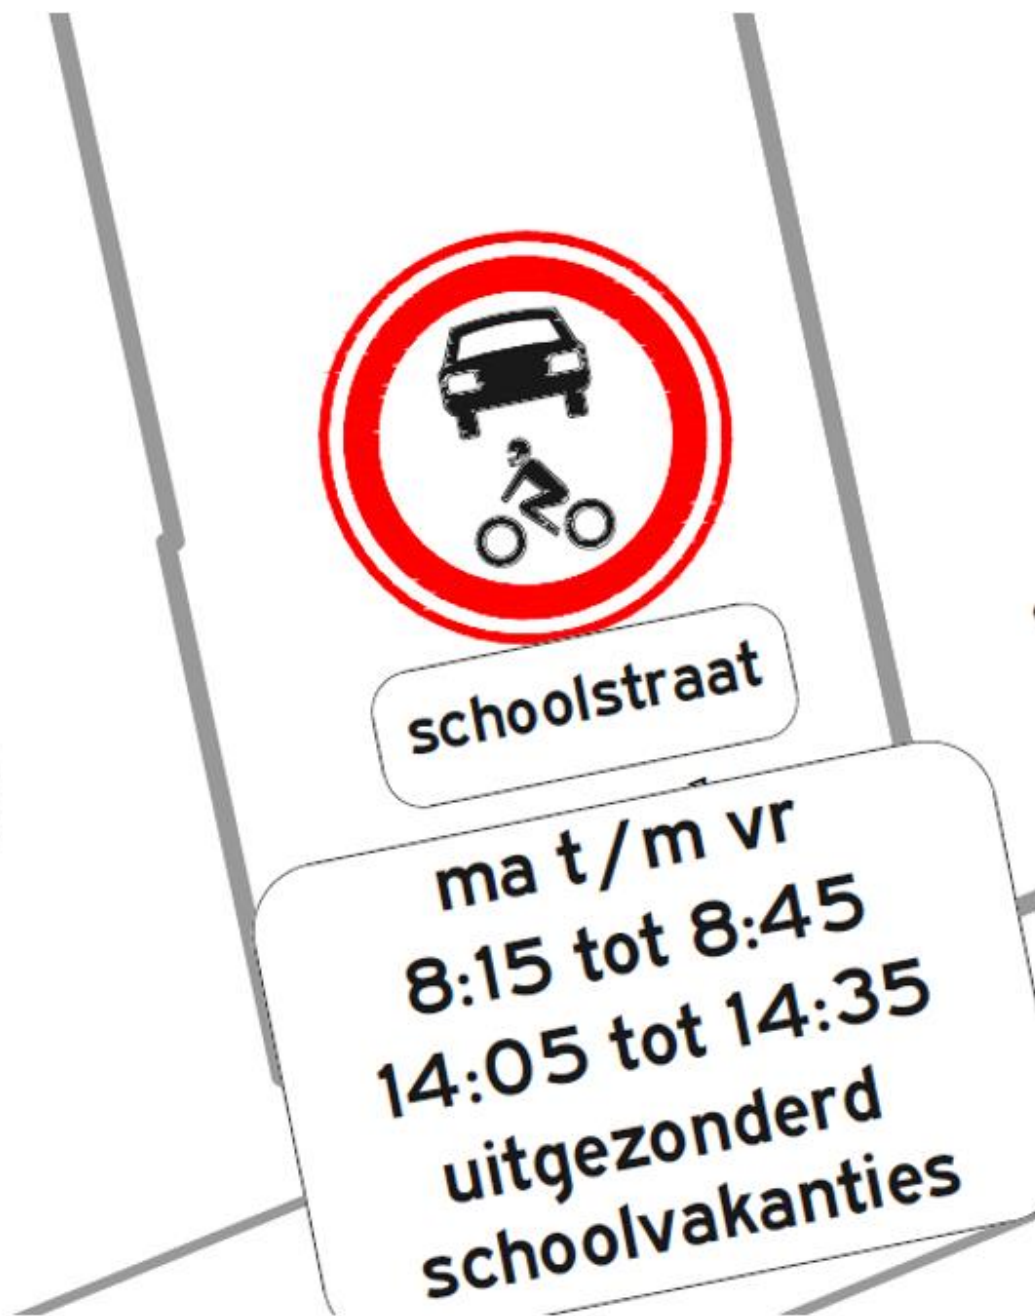 schoolstraat
ma t/m vr
8:15 tot 8:45
14:05 tot 14:35
uitgezonderd
schoolvakanties